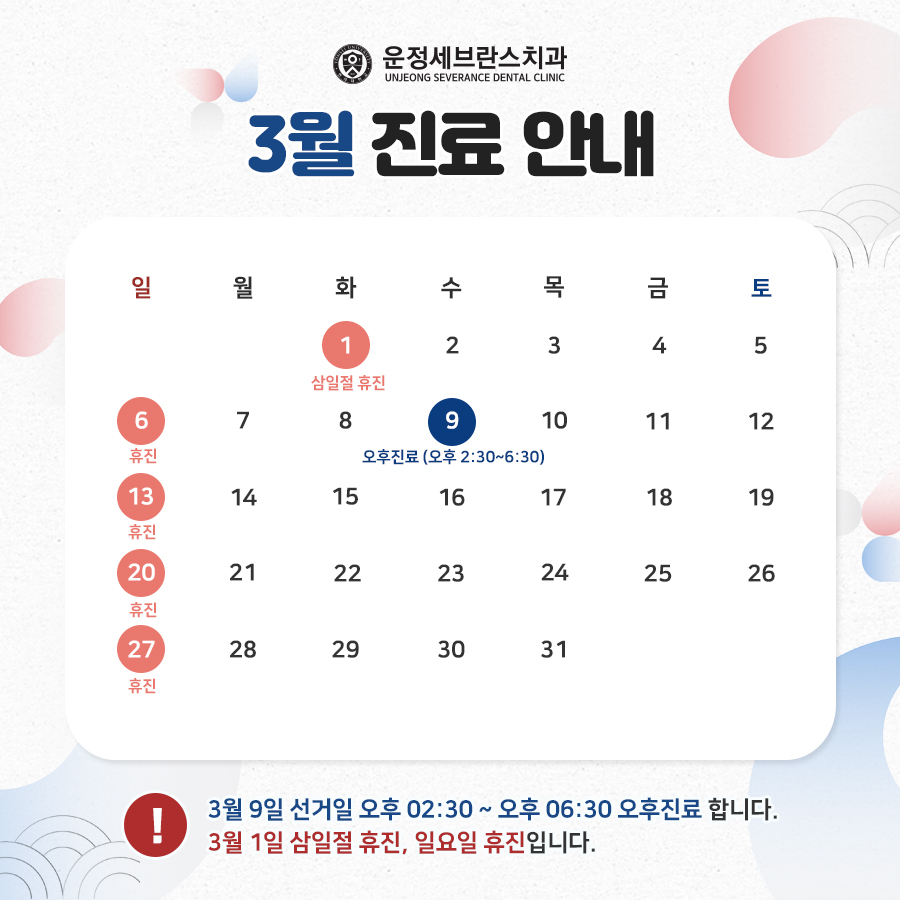 운정세브란스치과
UNJEONG SEVERANCE DENTAL CLINIC
3월 진료 안내
일 월 화 수 목 금 토
1 2 3 4 5
삼일절 휴진
6 7 8 9 10 11 12
휴진 오후진료 (오후 2:30~6:30)
13 14 15 16 17 18 19
휴진
20 21 22 23 24 25 26
휴진
27 28 29 30 31
휴진
! 3월 9일 선거일 오후 02:30 ~ 오후 06:30 오후진료 합니다.
3월 1일 삼일절 휴진, 일요일 휴진입니다.